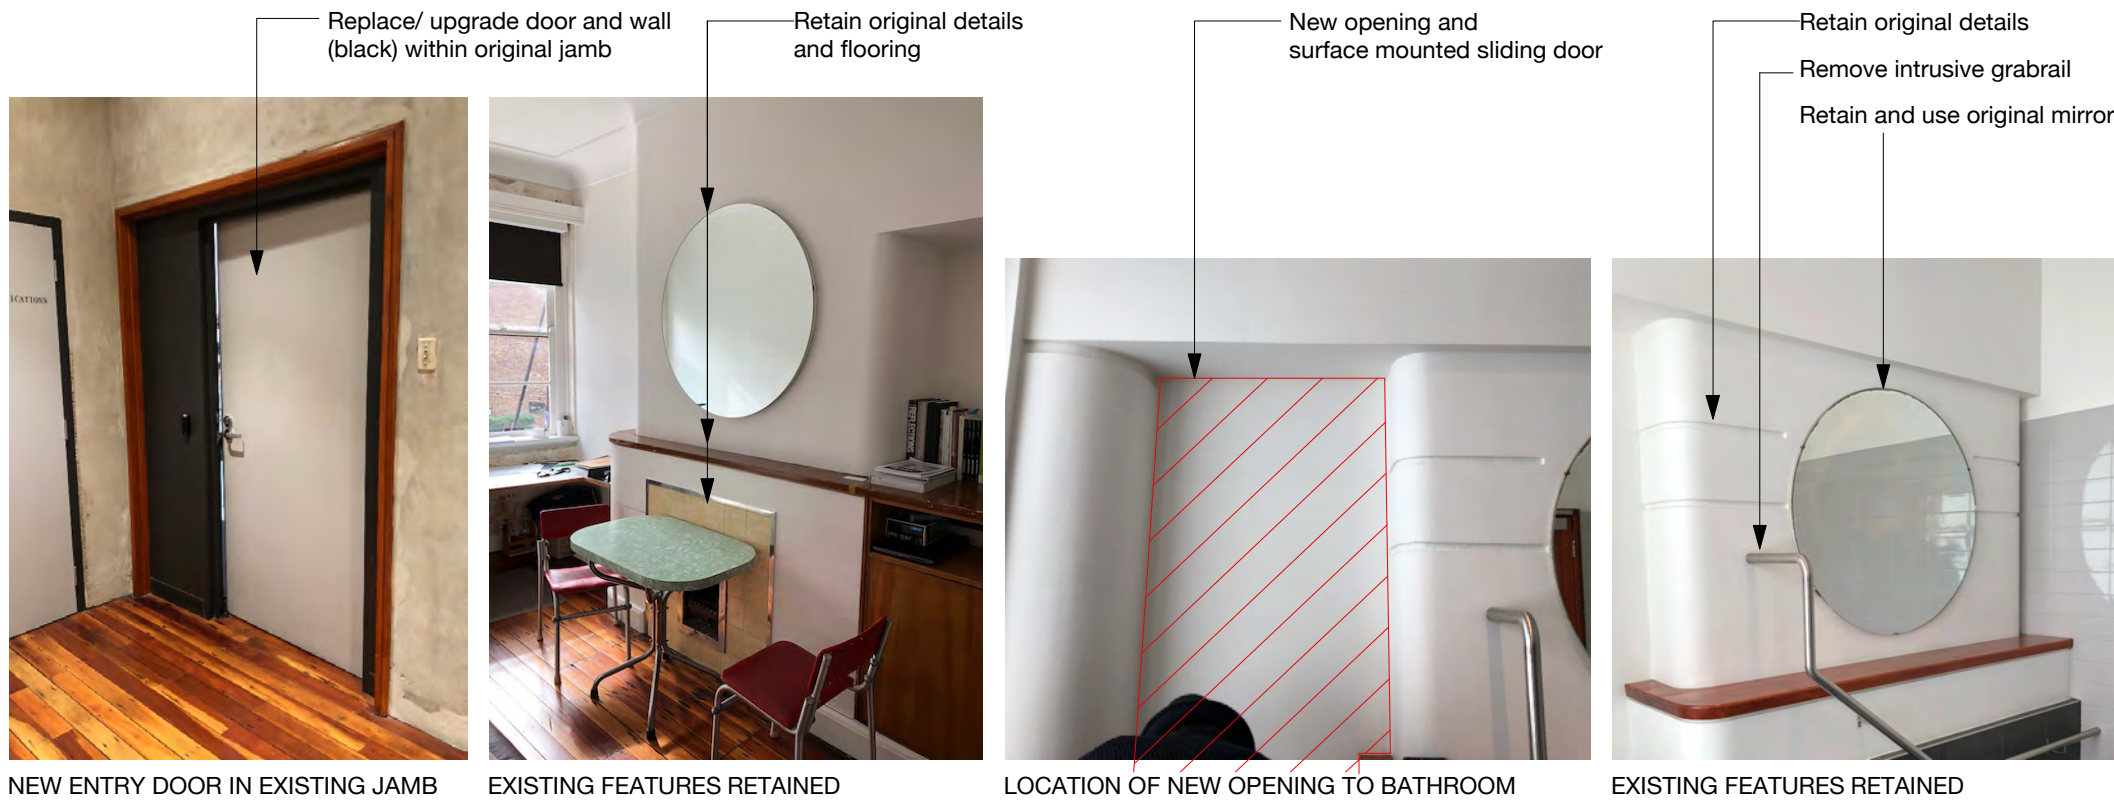 Replace/ upgrade door and wall
(black) within original jamb
Retain original details
and flooring
New opening and
surface mounted sliding door
Retain original details
Remove intrusive grabrail
Retain and use original mirror
ICATIONS
NEW ENTRY DOOR IN EXISTING JAMB
EXISTING FEATURES RETAINED
LOCATION OF NEW OPENING TO BATHROOM
EXISTING FEATURES RETAINED